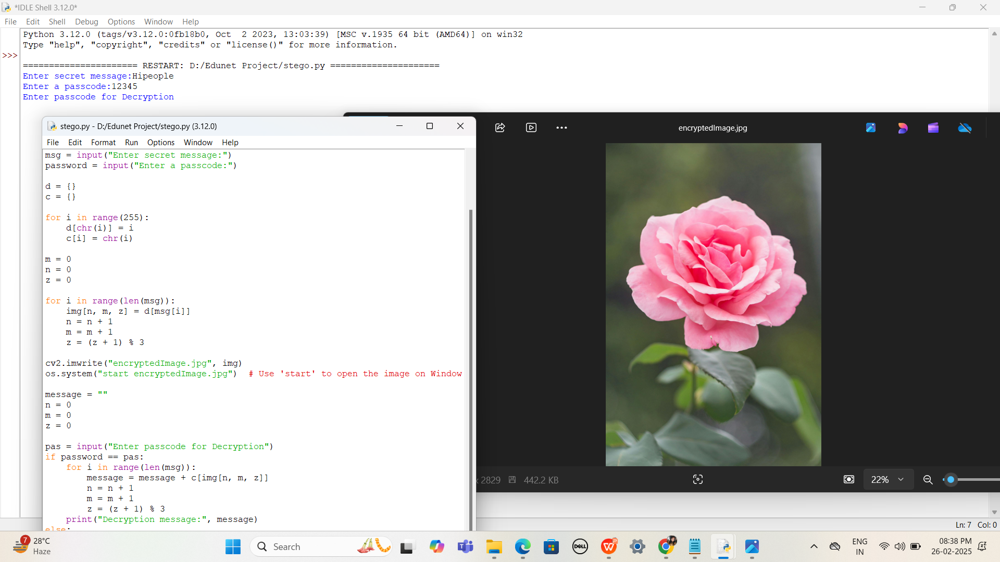 *IDLE Shell 3.12.0*
File Edit Shell Debug Options Window Help
Python 3.12.0 (tags/v3.12.0:0fb18b0, Oct  2 2023, 13:03:39) [MSC v.1935 64 bit (AMD64)] on win32
Type "help", "copyright", "credits" or "license()" for more information.
>>>
====================== RESTART: D:/Edunet Project/stego.py =====================
Enter secret message:Hipeople
Enter a passcode:12345
Enter passcode for Decryption
stego.py - D:/Edunet Project/stego.py (3.12.0)
File Edit Format Run Options Window Help
msg = input("Enter secret message:")
password = input("Enter a passcode:")
d = {}
c = {}
for i in range(255):
    d[chr(i)] = i
    c[i] = chr(i)
m = 0
n = 0
z = 0
for i in range(len(msg)):
    img[n, m, z] = d[msg[i]]
    n = n + 1
    m = m + 1
    z = (z + 1) % 3
cv2.imwrite("encryptedImage.jpg", img)
os.system("start encryptedImage.jpg")  # Use 'start' to open the image on Window
message = ""
n = 0
m = 0
z = 0
pas = input("Enter passcode for Decryption")
if password == pas:
    for i in range(len(msg)):
        message = message + c[img[n, m, z]]
        n = n + 1
        m = m + 1
        z = (z + 1) % 3
    print("Decryption message:", message)
else:
encryptedImage.jpg
x 2829 442.2 KB
22%
Ln: 7 Col: 0
7
28°C
Haze
Search
DELL
ENG
IN
08:38 PM
26-02-2025